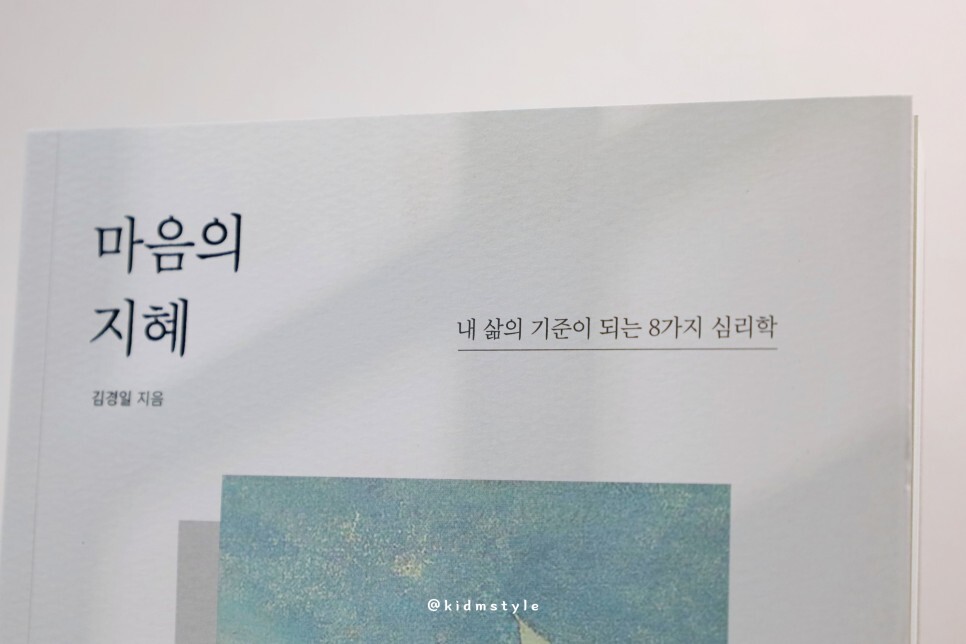 마음의
지혜
김경일 지음
내 삶의 기준이 되는 8가지 심리학
@kidmstyle